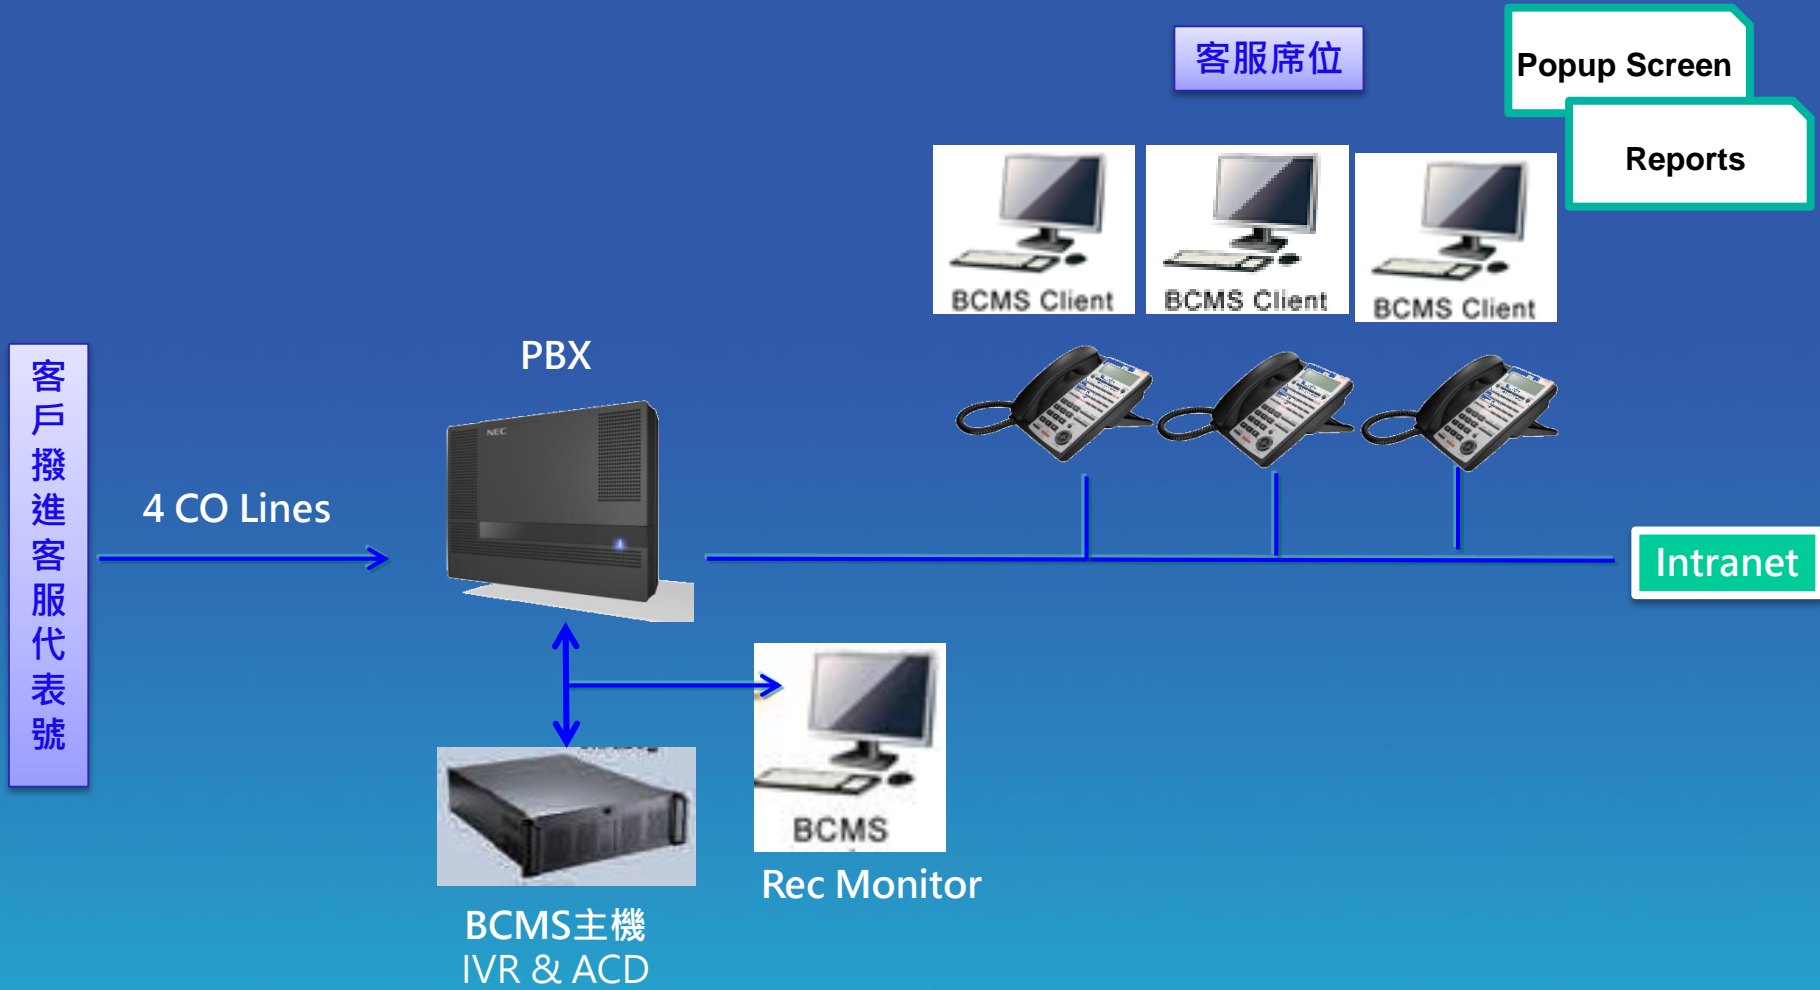 客服席位
Popup Screen
Reports
BCMS Client
BCMS Client
BCMS Client
PBX
NEC
客戶撥進客服代表號
4 CO Lines
Intranet
BCMS
Rec Monitor
BCMS主機
IVR & ACD